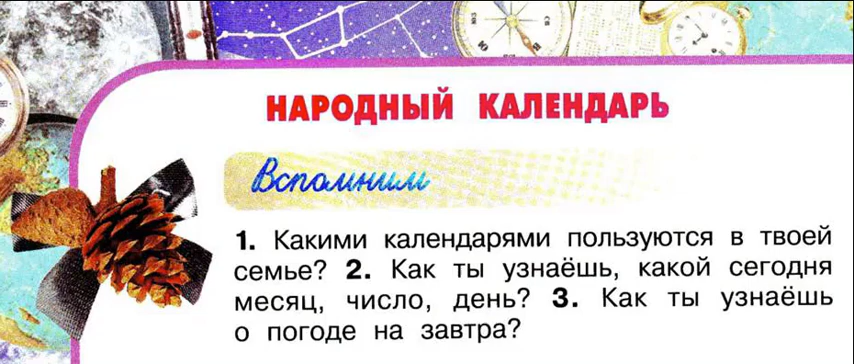 НАРОДНЫЙ КАЛЕНДАРЬ
Вспомним
1. Какими календарями пользуются в твоей
семье? 2. Как ты узнаёшь, какой сегодня
месяц, число, день? 3. Как ты узнаёшь
о погоде на завтра?